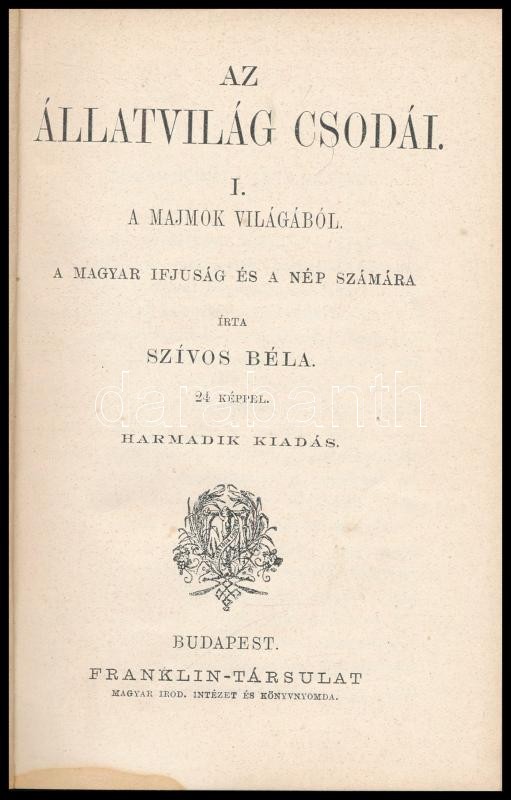 AZ
ÁLLATVILÁG CSODÁI.
I.
A MAJMOK VILÁGÁBÓL.
A MAGYAR IFJUSÁG ÉS A NÉP SZÁMÁRA
ÍRTA
SZÍVOS BÉLA.
24 KÉPPEL.
darabanth
HARMADIK KIADÁS.
BUDAPEST.
FRANKLIN-TÁRSULAT
MAGYAR IROD. INTÉZET ÉS KÖNYVNYOMDA.